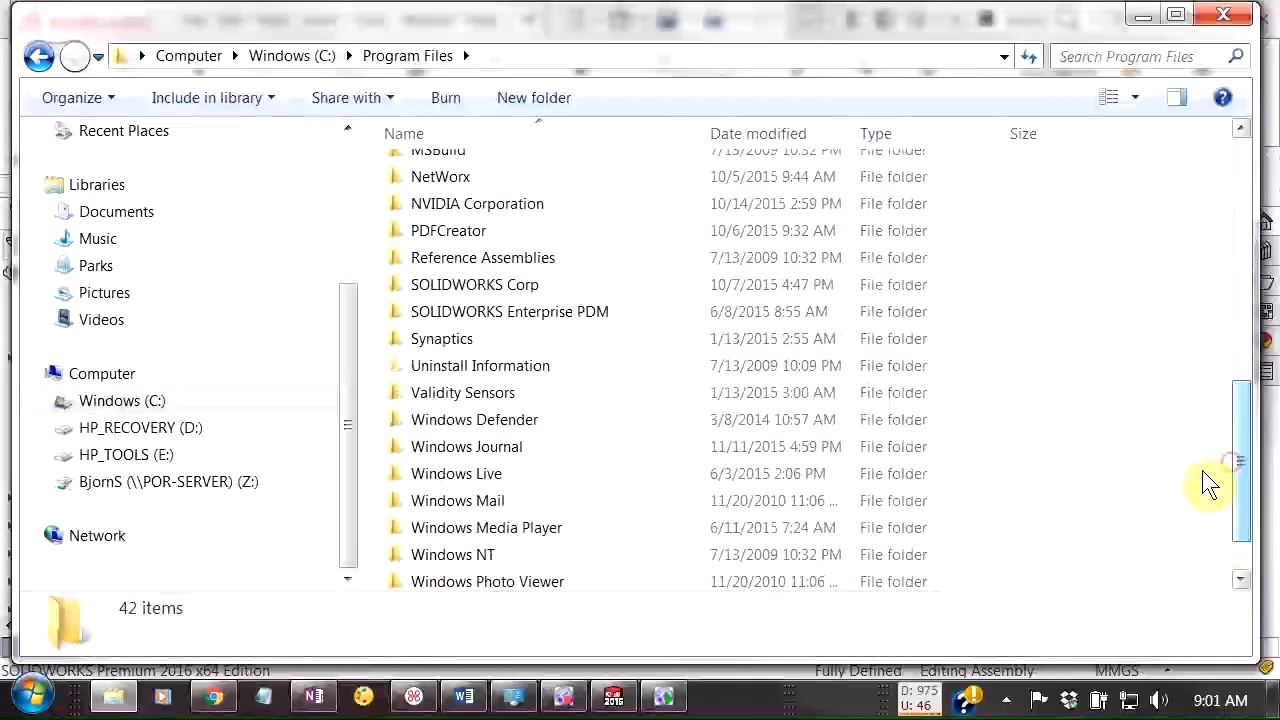 Computer Windows (C:) Program Files
Search Program Files
Organize Include in library Share with Burn New folder
Recent Places
Libraries
Documents
Music
Parks
Pictures
Videos
Computer
Windows (C:)
HP_RECOVERY (D:)
HP_TOOLS (E:)
BjornS (\\POR-SERVER) (Z:)
Network
Name Date modified Type Size
MSBuild 7/13/2009 10:32 PM File folder
NetWorx 10/5/2015 9:44 AM File folder
NVIDIA Corporation 10/14/2015 2:59 PM File folder
PDFCreator 10/6/2015 9:32 AM File folder
Reference Assemblies 7/13/2009 10:32 PM File folder
SOLIDWORKS Corp 10/7/2015 4:47 PM File folder
SOLIDWORKS Enterprise PDM 6/8/2015 8:55 AM File folder
Synaptics 1/13/2015 2:55 AM File folder
Uninstall Information 7/13/2009 10:09 PM File folder
Validity Sensors 1/13/2015 3:00 AM File folder
Windows Defender 3/8/2014 10:57 AM File folder
Windows Journal 11/11/2015 4:59 PM File folder
Windows Live 6/3/2015 2:06 PM File folder
Windows Mail 11/20/2010 11:06 ... File folder
Windows Media Player 6/11/2015 7:24 AM File folder
Windows NT 7/13/2009 10:32 PM File folder
Windows Photo Viewer 11/20/2010 11:06 ... File folder
42 items
SOLIDWORKS Premium 2016 x64 Edition Fully Defined Editing Assembly MMGS
2016
D: 975
U: 46
9:01 AM